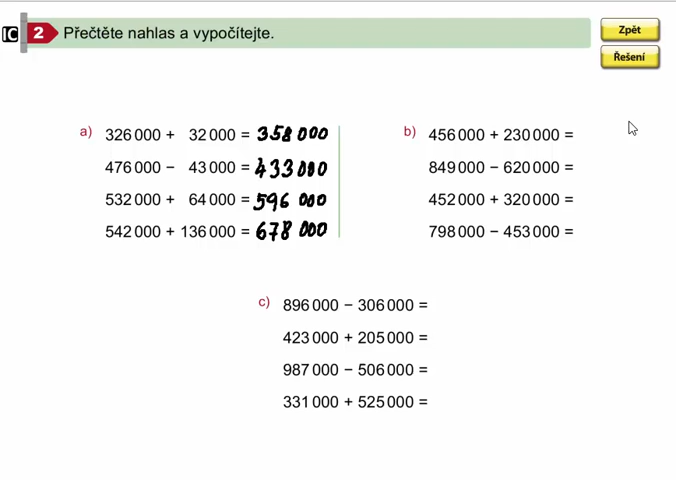 IC 2 Přečtěte nahlas a vypočítejte.
Zpět
Řešení
a) 326 000 + 32 000 = 358 000
476 000 − 43 000 = 433 000
532 000 + 64 000 = 596 000
542 000 + 136 000 = 678 000
b) 456 000 + 230 000 =
849 000 − 620 000 =
452 000 + 320 000 =
798 000 − 453 000 =
c) 896 000 − 306 000 =
423 000 + 205 000 =
987 000 − 506 000 =
331 000 + 525 000 =